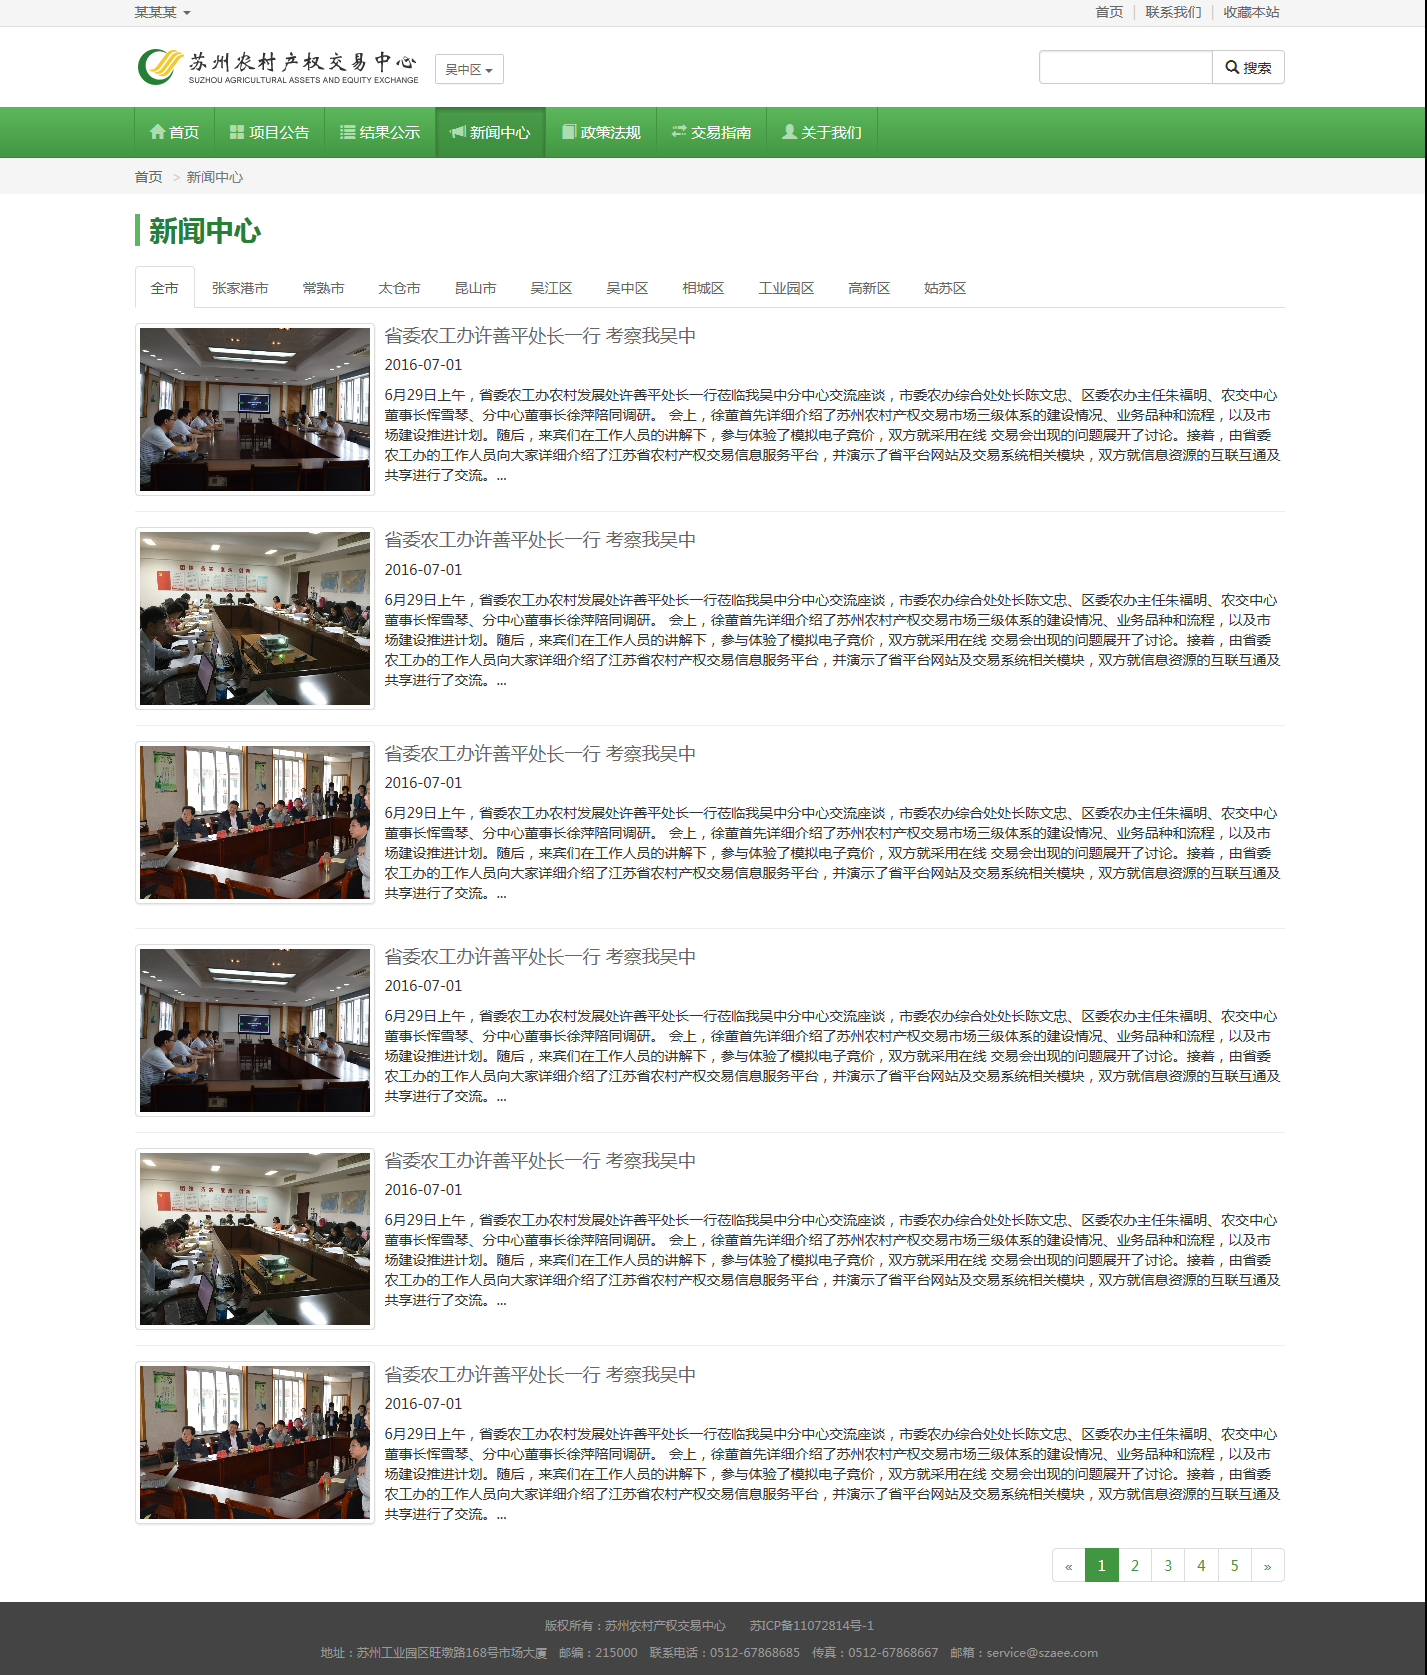 某某某
首页 | 联系我们 | 收藏本站
苏州农村产权交易中心
SUZHOU AGRICULTURAL ASSETS AND EQUITY EXCHANGE
吴中区
搜索
首页 项目公告 结果公示 新闻中心 政策法规 交易指南 关于我们
首页 > 新闻中心
新闻中心
全市 张家港市 常熟市 太仓市 昆山市 吴江区 吴中区 相城区 工业园区 高新区 姑苏区
省委农工办许善平处长一行 考察我吴中
2016-07-01
6月29日上午，省委农工办农村发展处许善平处长一行莅临我吴中分中心交流座谈，市委农办综合处处长陈文忠、区委农办主任朱福明、农交中心
董事长恽雪琴、分中心董事长徐萍陪同调研。 会上，徐董首先详细介绍了苏州农村产权交易市场三级体系的建设情况、业务品种和流程，以及市
场建设推进计划。随后，来宾们在工作人员的讲解下，参与体验了模拟电子竞价，双方就采用在线 交易会出现的问题展开了讨论。接着，由省委
农工办的工作人员向大家详细介绍了江苏省农村产权交易信息服务平台，并演示了省平台网站及交易系统相关模块，双方就信息资源的互联互通及
共享进行了交流。...
省委农工办许善平处长一行 考察我吴中
2016-07-01
6月29日上午，省委农工办农村发展处许善平处长一行莅临我吴中分中心交流座谈，市委农办综合处处长陈文忠、区委农办主任朱福明、农交中心
董事长恽雪琴、分中心董事长徐萍陪同调研。 会上，徐董首先详细介绍了苏州农村产权交易市场三级体系的建设情况、业务品种和流程，以及市
场建设推进计划。随后，来宾们在工作人员的讲解下，参与体验了模拟电子竞价，双方就采用在线 交易会出现的问题展开了讨论。接着，由省委
农工办的工作人员向大家详细介绍了江苏省农村产权交易信息服务平台，并演示了省平台网站及交易系统相关模块，双方就信息资源的互联互通及
共享进行了交流。...
省委农工办许善平处长一行 考察我吴中
2016-07-01
6月29日上午，省委农工办农村发展处许善平处长一行莅临我吴中分中心交流座谈，市委农办综合处处长陈文忠、区委农办主任朱福明、农交中心
董事长恽雪琴、分中心董事长徐萍陪同调研。 会上，徐董首先详细介绍了苏州农村产权交易市场三级体系的建设情况、业务品种和流程，以及市
场建设推进计划。随后，来宾们在工作人员的讲解下，参与体验了模拟电子竞价，双方就采用在线 交易会出现的问题展开了讨论。接着，由省委
农工办的工作人员向大家详细介绍了江苏省农村产权交易信息服务平台，并演示了省平台网站及交易系统相关模块，双方就信息资源的互联互通及
共享进行了交流。...
省委农工办许善平处长一行 考察我吴中
2016-07-01
6月29日上午，省委农工办农村发展处许善平处长一行莅临我吴中分中心交流座谈，市委农办综合处处长陈文忠、区委农办主任朱福明、农交中心
董事长恽雪琴、分中心董事长徐萍陪同调研。 会上，徐董首先详细介绍了苏州农村产权交易市场三级体系的建设情况、业务品种和流程，以及市
场建设推进计划。随后，来宾们在工作人员的讲解下，参与体验了模拟电子竞价，双方就采用在线 交易会出现的问题展开了讨论。接着，由省委
农工办的工作人员向大家详细介绍了江苏省农村产权交易信息服务平台，并演示了省平台网站及交易系统相关模块，双方就信息资源的互联互通及
共享进行了交流。...
省委农工办许善平处长一行 考察我吴中
2016-07-01
6月29日上午，省委农工办农村发展处许善平处长一行莅临我吴中分中心交流座谈，市委农办综合处处长陈文忠、区委农办主任朱福明、农交中心
董事长恽雪琴、分中心董事长徐萍陪同调研。 会上，徐董首先详细介绍了苏州农村产权交易市场三级体系的建设情况、业务品种和流程，以及市
场建设推进计划。随后，来宾们在工作人员的讲解下，参与体验了模拟电子竞价，双方就采用在线 交易会出现的问题展开了讨论。接着，由省委
农工办的工作人员向大家详细介绍了江苏省农村产权交易信息服务平台，并演示了省平台网站及交易系统相关模块，双方就信息资源的互联互通及
共享进行了交流。...
省委农工办许善平处长一行 考察我吴中
2016-07-01
6月29日上午，省委农工办农村发展处许善平处长一行莅临我吴中分中心交流座谈，市委农办综合处处长陈文忠、区委农办主任朱福明、农交中心
董事长恽雪琴、分中心董事长徐萍陪同调研。 会上，徐董首先详细介绍了苏州农村产权交易市场三级体系的建设情况、业务品种和流程，以及市
场建设推进计划。随后，来宾们在工作人员的讲解下，参与体验了模拟电子竞价，双方就采用在线 交易会出现的问题展开了讨论。接着，由省委
农工办的工作人员向大家详细介绍了江苏省农村产权交易信息服务平台，并演示了省平台网站及交易系统相关模块，双方就信息资源的互联互通及
共享进行了交流。...
« 1 2 3 4 5 »
版权所有：苏州农村产权交易中心 苏ICP备11072814号-1
地址：苏州工业园区旺墩路168号市场大厦 邮编：215000 联系电话：0512-67868685 传真：0512-67868667 邮箱：service@szaee.com